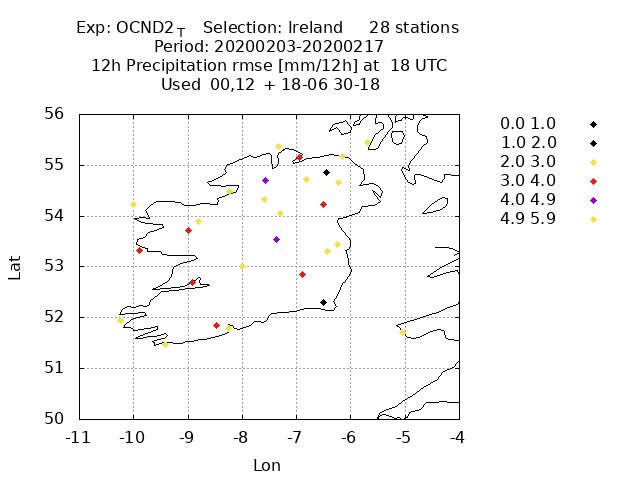 Exp: OCND2T Selection: Ireland 28 stations
Period: 20200203-20200217
12h Precipitation rmse [mm/12h] at 18 UTC
Used 00,12 + 18-06 30-18
56
55
54
53
52
51
50
-11 -10 -9 -8 -7 -6 -5 -4
Lat
Lon
0.0 1.0
1.0 2.0
2.0 3.0
3.0 4.0
4.0 4.9
4.9 5.9